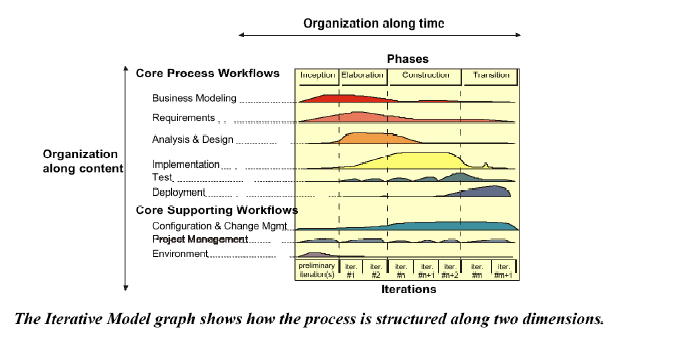 Organization along time
Phases
Core Process Workflows
Inception Elaboration Construction Transition
Business Modeling
Requirements
Analysis & Design
Organization
along content
Implementation
Test
Deployment
Core Supporting Workflows
Configuration & Change Mgmt
Project Management
Environment
preliminary
iteration(s)
iter.
#1
iter.
#2
iter.
#n
iter.
#n+1
iter.
#n+2
iter.
#m
iter.
#m+1
Iterations
The Iterative Model graph shows how the process is structured along two dimensions.